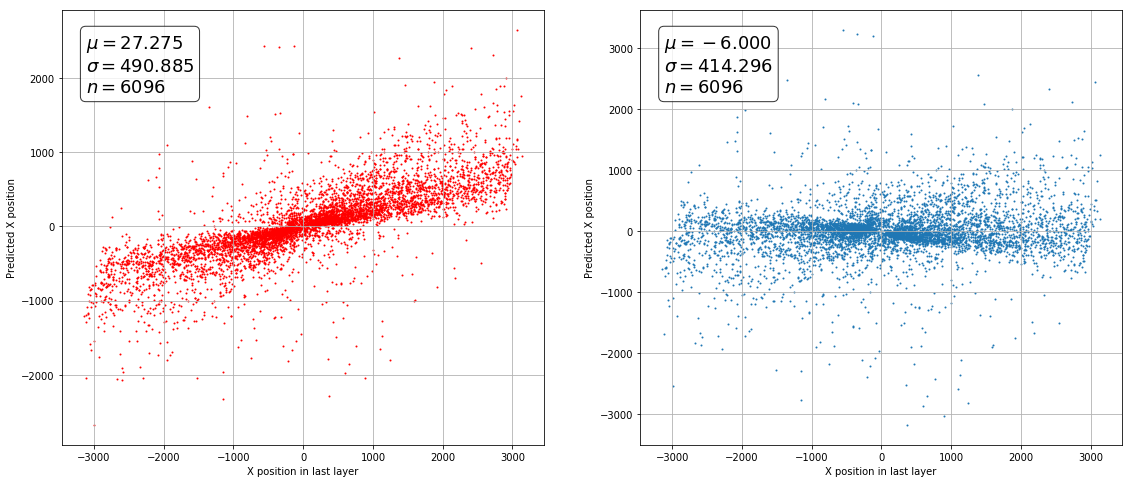 μ = 27.275
σ = 490.885
n = 6096
2000
1000
0
−1000
−2000
Predicted X position
−3000 −2000 −1000 0 1000 2000 3000
X position in last layer
μ = − 6.000
σ = 414.296
n = 6096
3000
2000
1000
0
−1000
−2000
−3000
Predicted X position
−3000 −2000 −1000 0 1000 2000 3000
X position in last layer